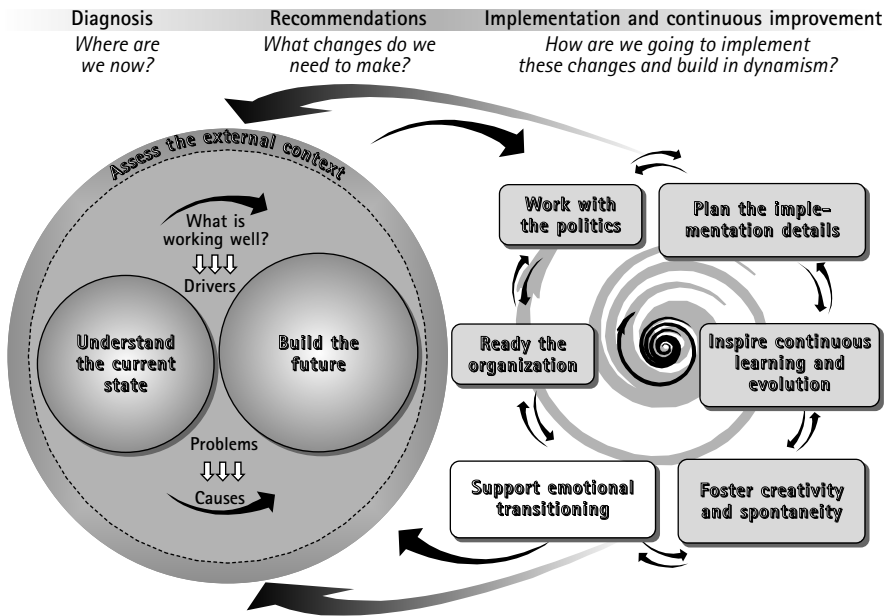 Diagnosis
Where are
we now?
Recommendations
What changes do we
need to make?
Implementation and continuous improvement
How are we going to implement
these changes and build in dynamism?
Assess the external context
What is
working well?
Drivers
Understand
the current
state
Build the
future
Problems
Causes
Work with
the politics
Plan the imple-
mentation details
Ready the
organization
Inspire continuous
learning and
evolution
Support emotional
transitioning
Foster creativity
and spontaneity